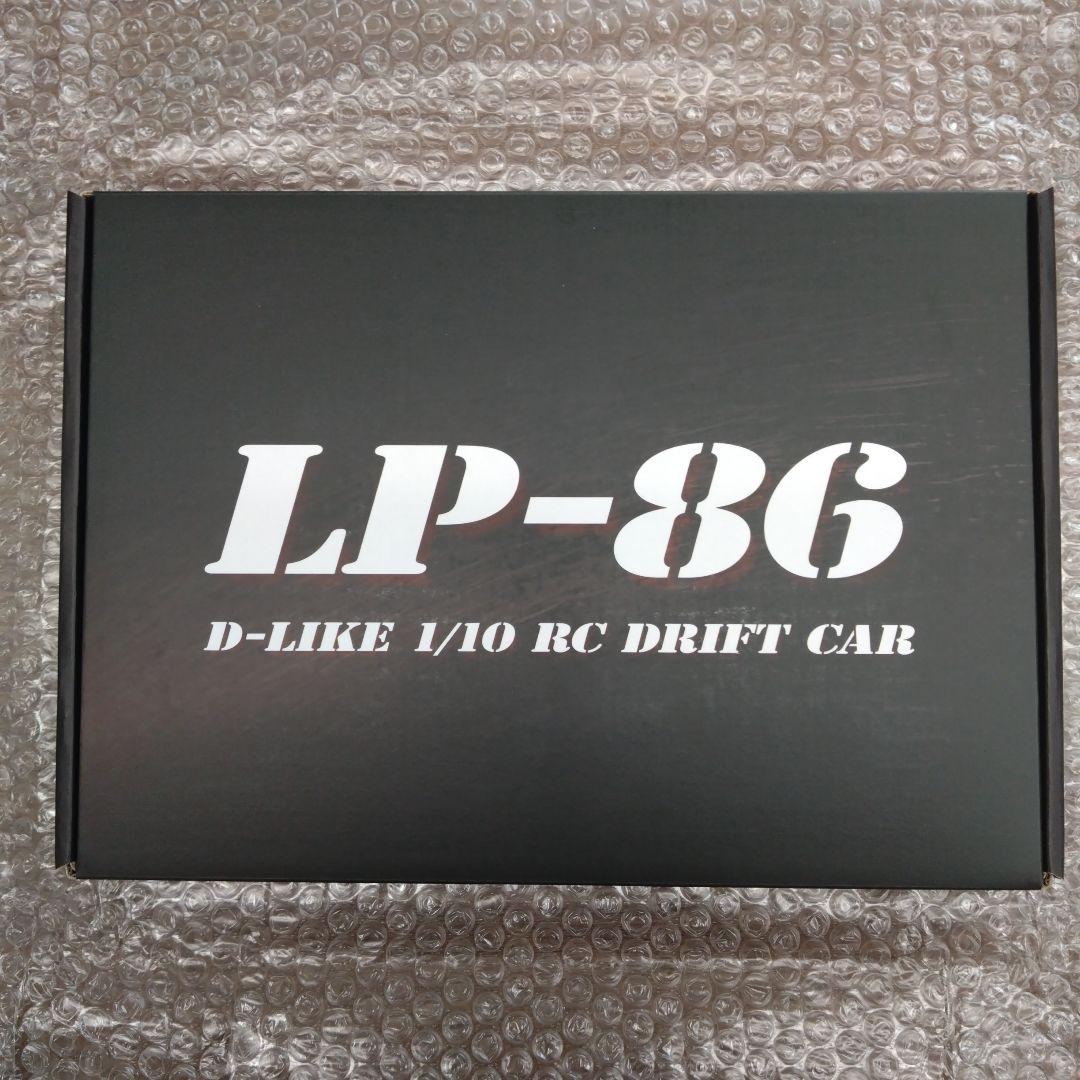 LP-86
D-LIKE 1/10 RC DRIFT CAR